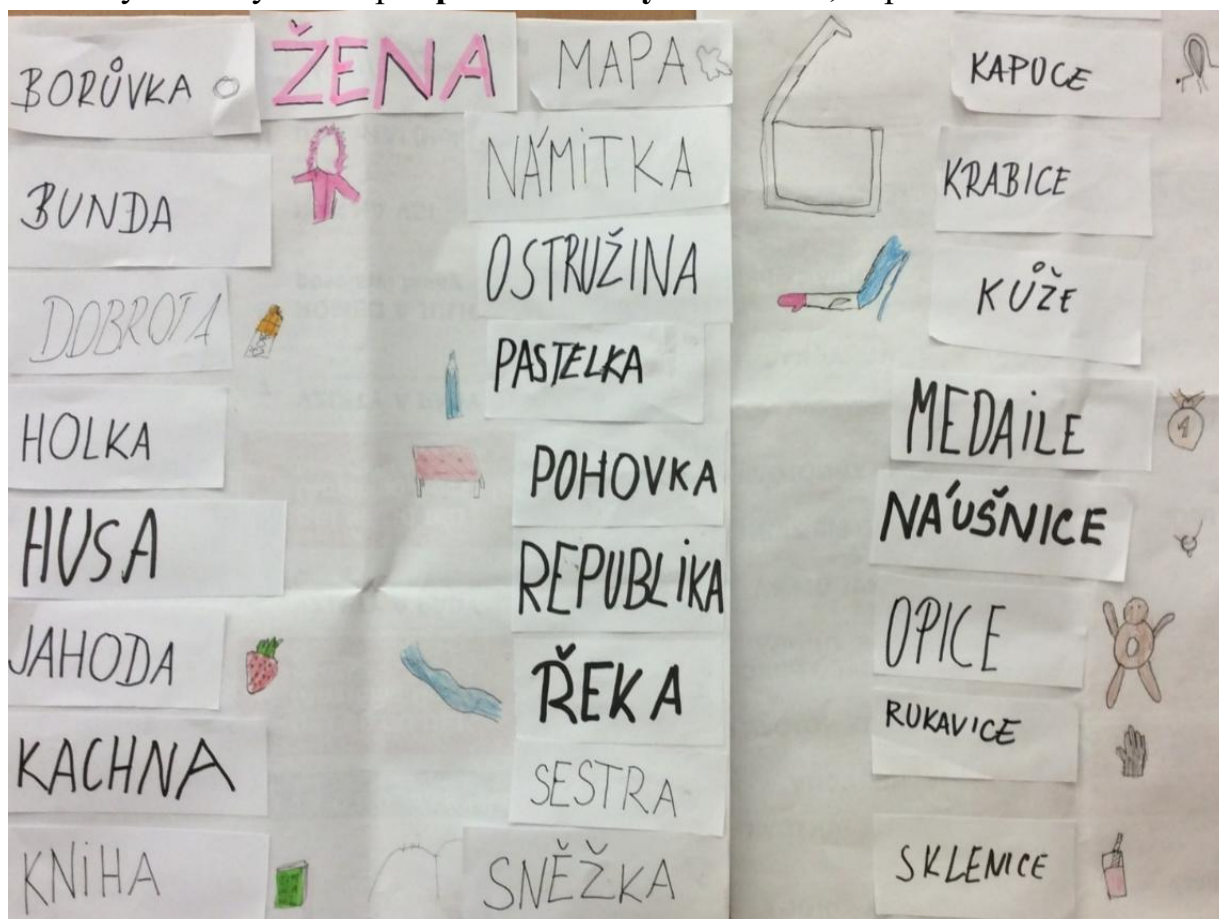 BORŮVKA
BUNDA
DOBROTA
HOLKA
HUSA
JAHODA
KACHNA
KNIHA
ŽENA
MAPA
NÁMITKA
OSTRUŽINA
PASTELKA
POHOVKA
REPUBLIKA
ŘEKA
SESTRA
SNĚŽKA
KAPUCE
KRABICE
KŮŽE
MEDAILE
1
NÁUŠNICE
OPICE
RUKAVICE
SKLENICE